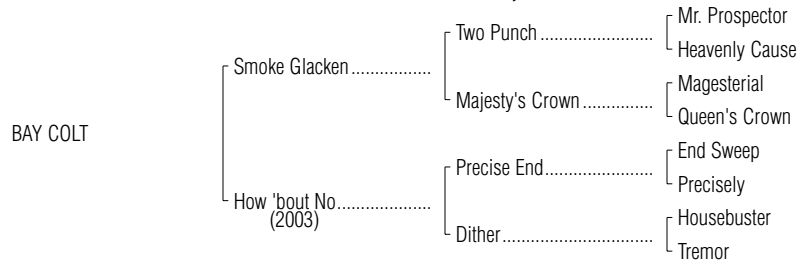 Mr. Prospector
Two Punch ........................
Heavenly Cause
Smoke Glacken .................
Magesterial
Majesty's Crown ...............
Queen's Crown
BAY COLT
End Sweep
Precise End.......................
Precisely
How 'bout No....................
(2003)
Housebuster
Dither................................
Tremor